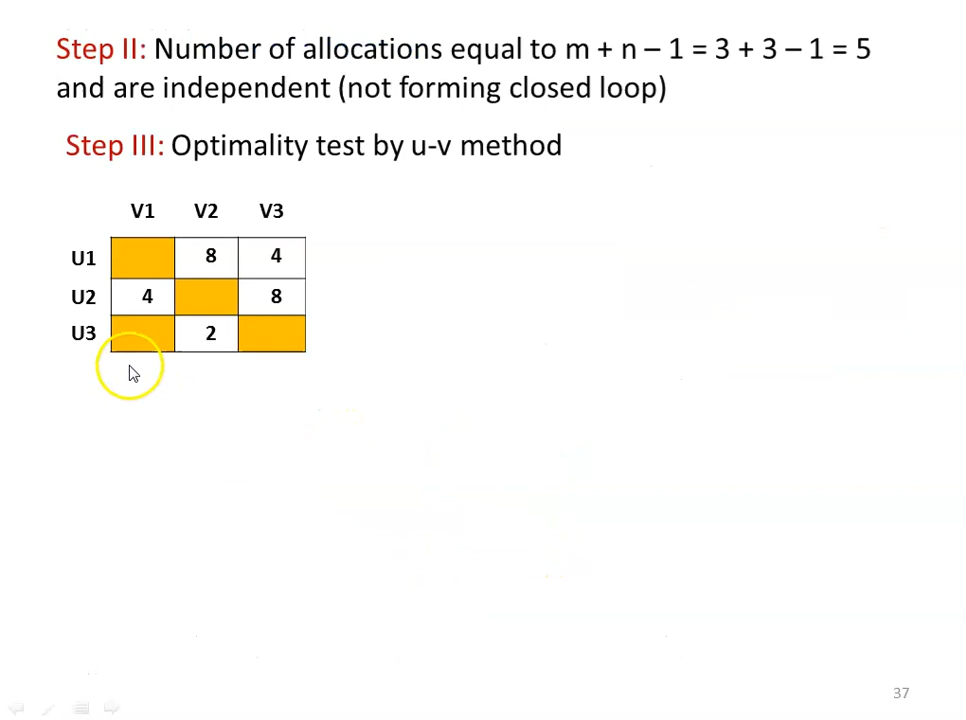 Step II: Number of allocations equal to m + n – 1 = 3 + 3 – 1 = 5
and are independent (not forming closed loop)
Step III: Optimality test by u-v method
V1 V2 V3
U1 8 4
U2 4 8
U3 2
37